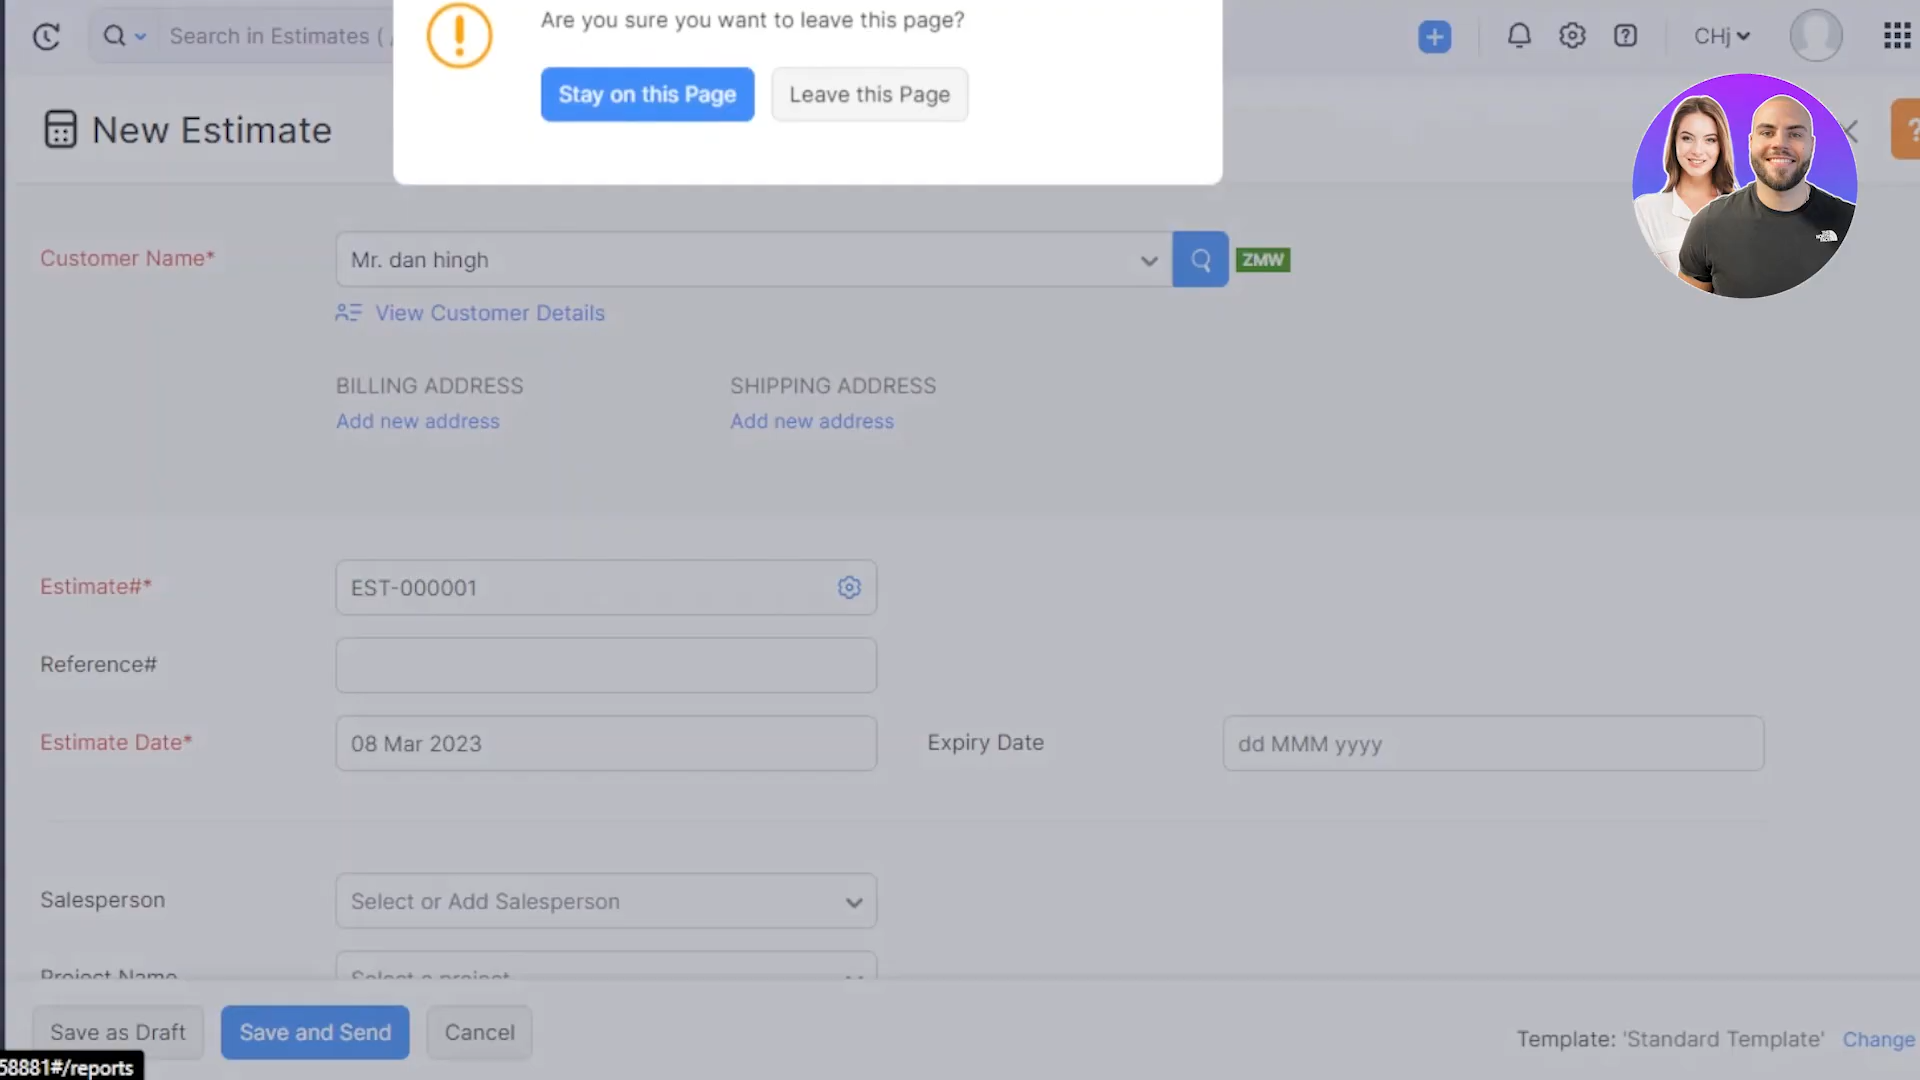 Are you sure you want to leave this page?
Search in Estimates ( /
CHj
Stay on this Page
Leave this Page
New Estimate
?
Customer Name*
Mr. dan hingh
ZMW
View Customer Details
BILLING ADDRESS
SHIPPING ADDRESS
Add new address
Add new address
Estimate#*
EST-000001
Reference#
Estimate Date*
08 Mar 2023
Expiry Date
dd MMM yyyy
Salesperson
Select or Add Salesperson
Project Name
Select a project
Save as Draft
Save and Send
Cancel
Template: 'Standard Template'
Change
58881#/reports